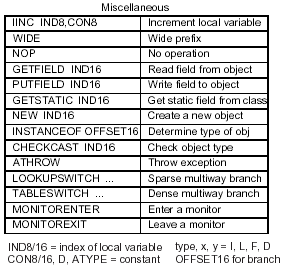 Miscellaneous
IINC IND8,CON8 Increment local variable
WIDE Wide prefix
NOP No operation
GETFIELD IND16 Read field from object
PUTFIELD IND16 Write field to object
GETSTATIC IND16 Get static field from class
NEW IND16 Create a new object
INSTANCEOF OFFSET16 Determine type of obj
CHECKCAST IND16 Check object type
ATHROW Throw exception
LOOKUPSWITCH ... Sparse multiway branch
TABLESWITCH ... Dense multiway branch
MONITORENTER Enter a monitor
MONITOREXIT Leave a monitor
IND8/16 = index of local variable type, x, y = I, L, F, D
CON8/16, D, ATYPE = constant OFFSET16 for branch